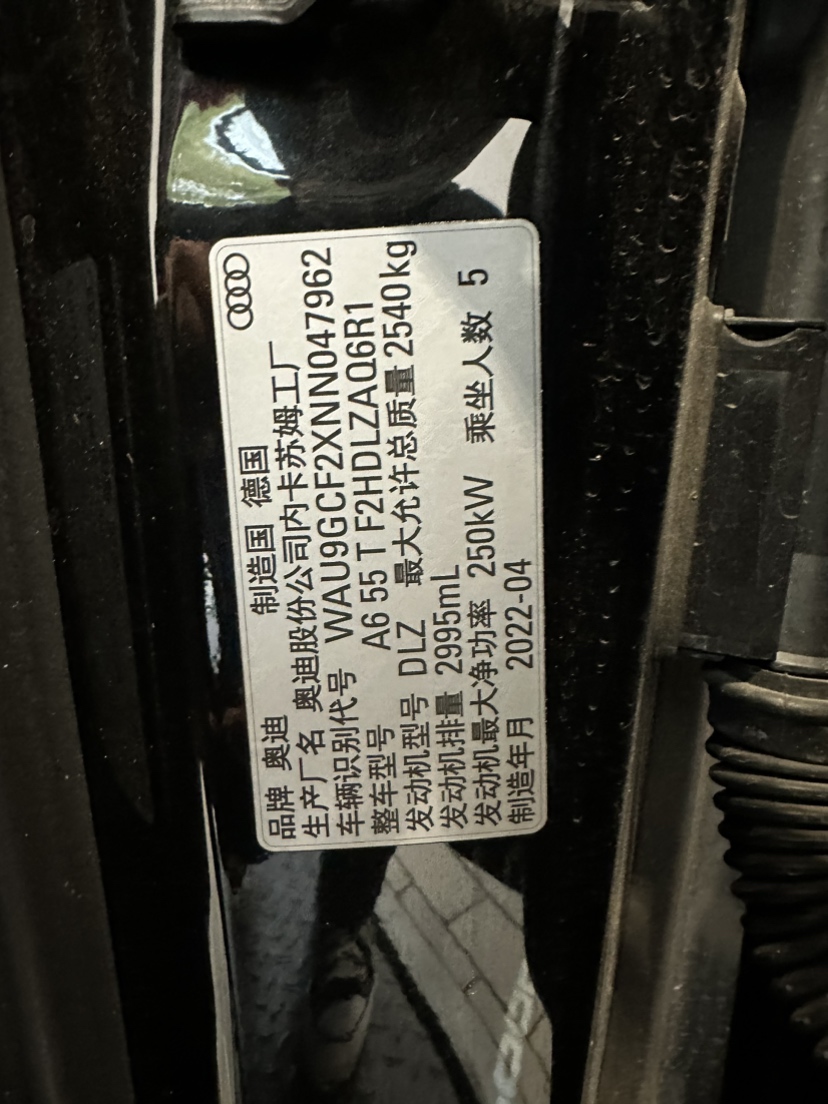 品牌 奥迪 制造国 德国
生产厂名 奥迪股份公司内卡苏姆工厂
车辆识别代号 WAU9GCF2XNN047962
整车型号 A6 55 T F2HDLZAQ6R1
发动机型号 DLZ 最大允许总质量 2540kg
发动机排量 2995mL
发动机最大净功率 250kW 乘坐人数 5
制造年月 2022-04